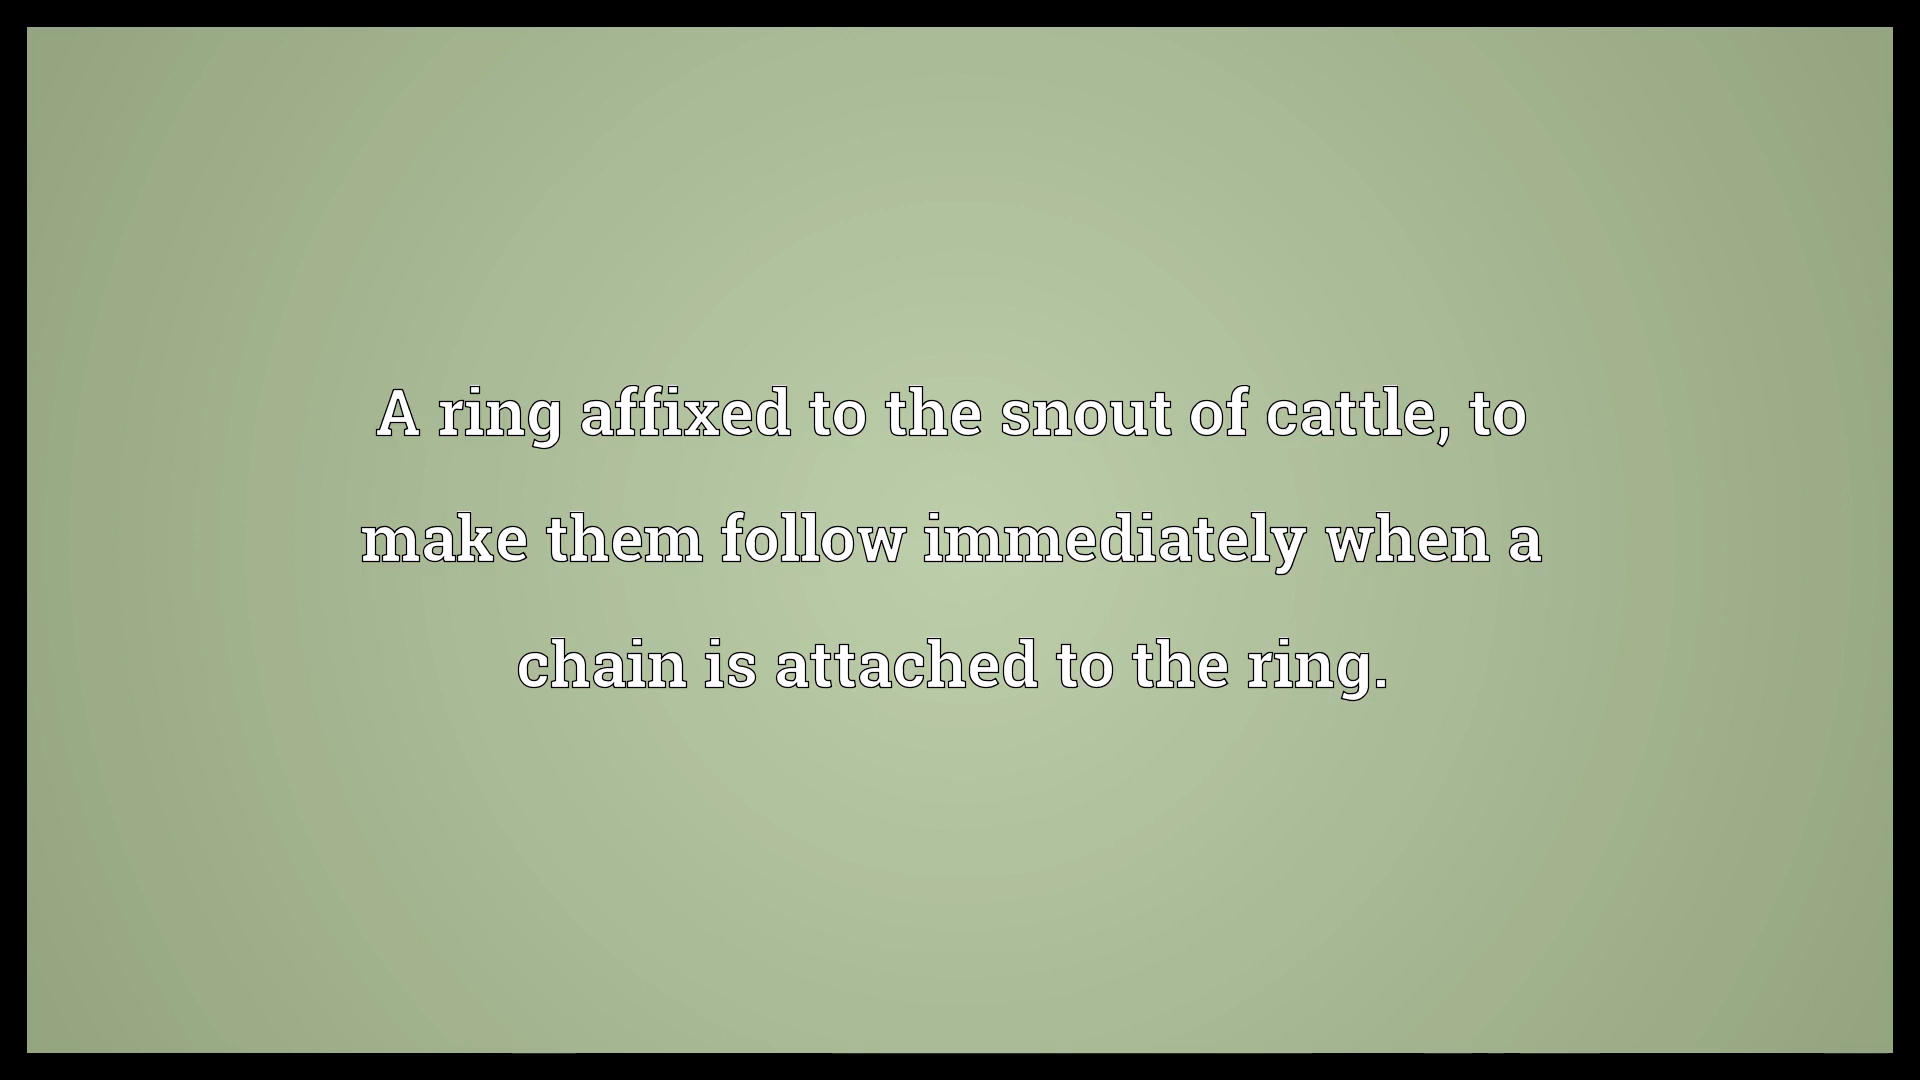 A ring affixed to the snout of cattle, to
make them follow immediately when a
chain is attached to the ring.